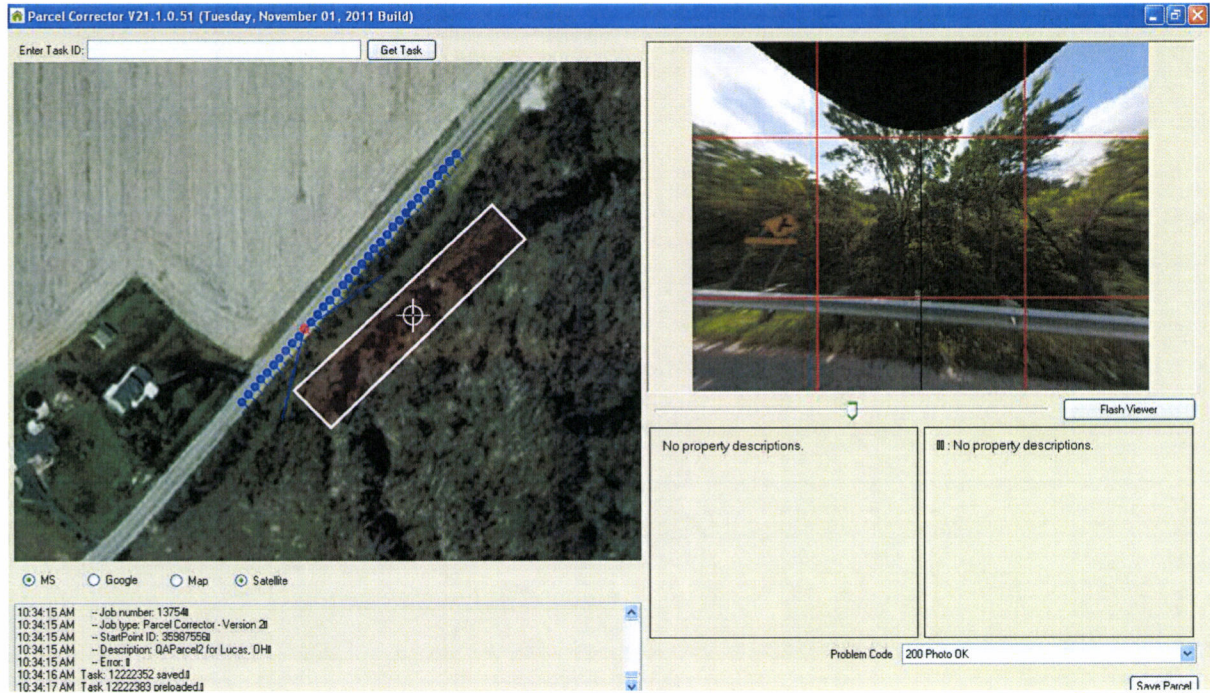 Parcel Corrector V21.1.0.51 (Tuesday, November 01, 2011 Build)
Enter Task ID:
Get Task
Flash Viewer
No property descriptions.
: No property descriptions.
MS
Google
Map
Satellite
10:34:15 AM -- Job number: 13754
10:34:15 AM -- Job type: Parcel Corrector - Version 2
10:34:15 AM -- StartPoint ID: 35987556
10:34:15 AM -- Description: QAParcel2 for Lucas, OH
10:34:15 AM -- Error:
10:34:16 AM Task: 12222352 saved.
10:34:17 AM Task 12222383 preloaded.
Problem Code
200 Photo OK
Save Parcel